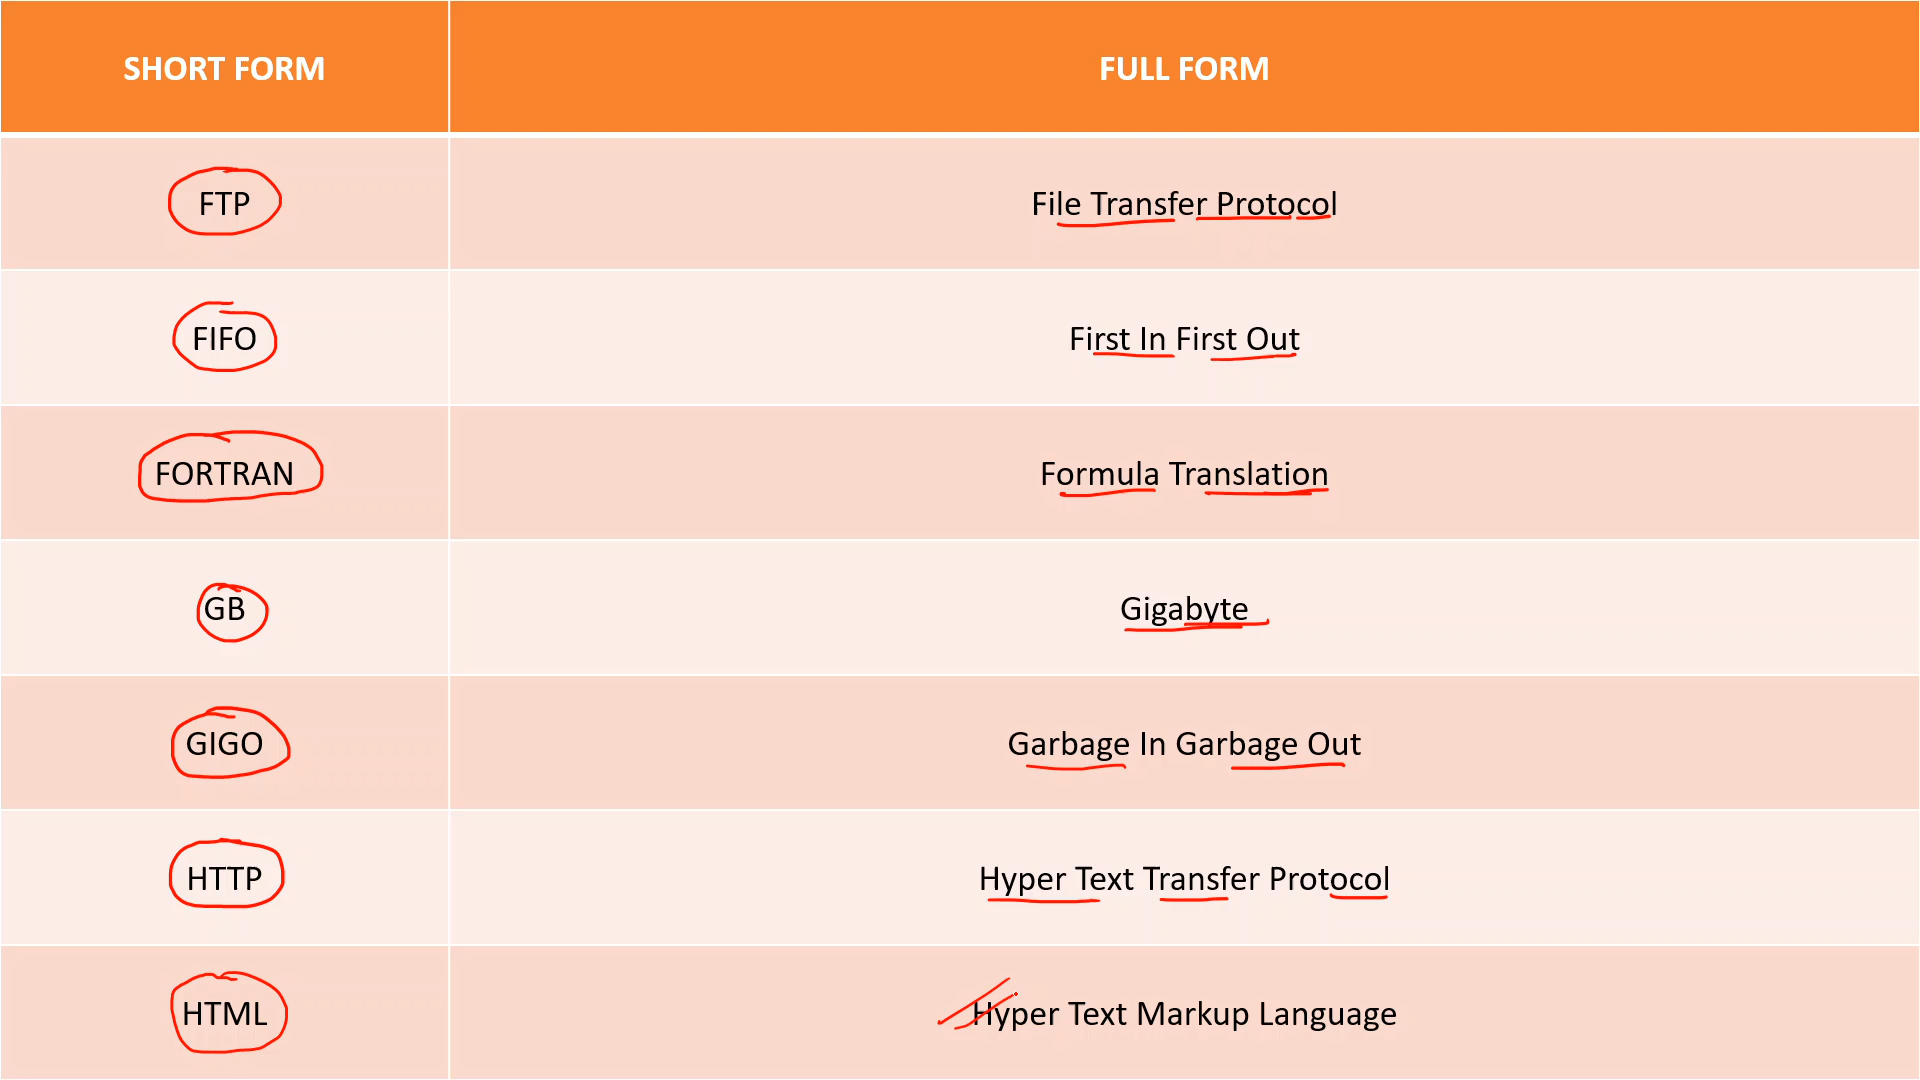 SHORT FORM FULL FORM
FTP File Transfer Protocol
FIFO First In First Out
FORTRAN Formula Translation
GB Gigabyte
GIGO Garbage In Garbage Out
HTTP Hyper Text Transfer Protocol
HTML Hyper Text Markup Language